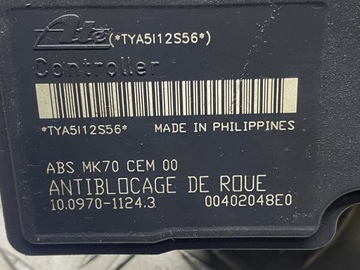 Ate (*TYA5I12S56*)
Controller
*TYA5I12S56* MADE IN PHILIPPINES
ABS MK70 CEM 00
ANTIBLOCAGE DE ROUE
10.0970-1124.3 00402048E0